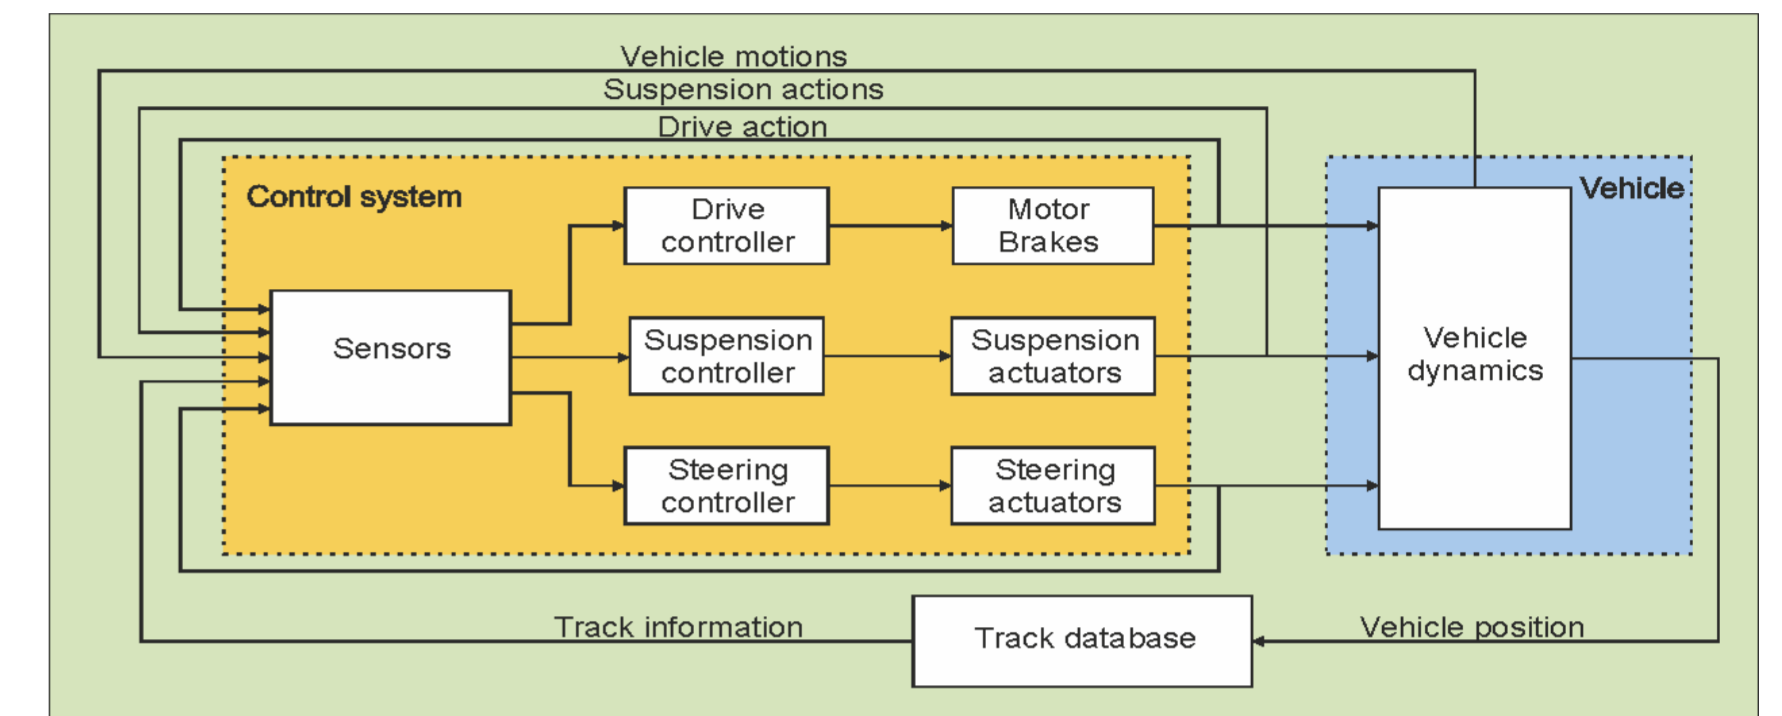 Vehicle motions
Suspension actions
Drive action
Control system
Vehicle
Drive
controller
Motor
Brakes
Sensors
Suspension
controller
Suspension
actuators
Vehicle
dynamics
Steering
controller
Steering
actuators
Track information
Track database
Vehicle position